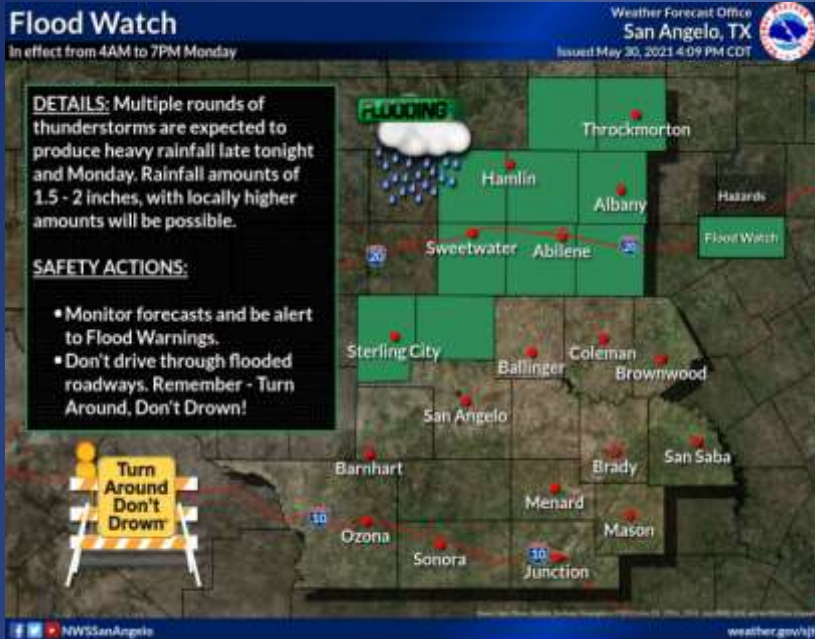 Flood Watch
In effect from 4AM to 7PM Monday
Weather Forecast Office
San Angelo, TX
Issued May 30, 2021 4:09 PM CDT
DETAILS: Multiple rounds of
thunderstorms are expected to
produce heavy rainfall late tonight
and Monday. Rainfall amounts of
1.5 - 2 inches, with locally higher
amounts will be possible.
SAFETY ACTIONS:
•Monitor forecasts and be alert
to Flood Warnings.
•Don't drive through flooded
roadways. Remember - Turn
Around, Don't Drown!
FLOODING
Throckmorton
Hamlin
Albany
Hazards
Flood Watch
Sweetwater
Abilene
20
20
Sterling City
Ballinger
Coleman
Brownwood
San Angelo
Barnhart
Brady
San Saba
Menard
Mason
10
Ozona
Sonora
10
Junction
Turn
Around
Don't
Drown
NWSSanAngelo
weather.gov/sjt